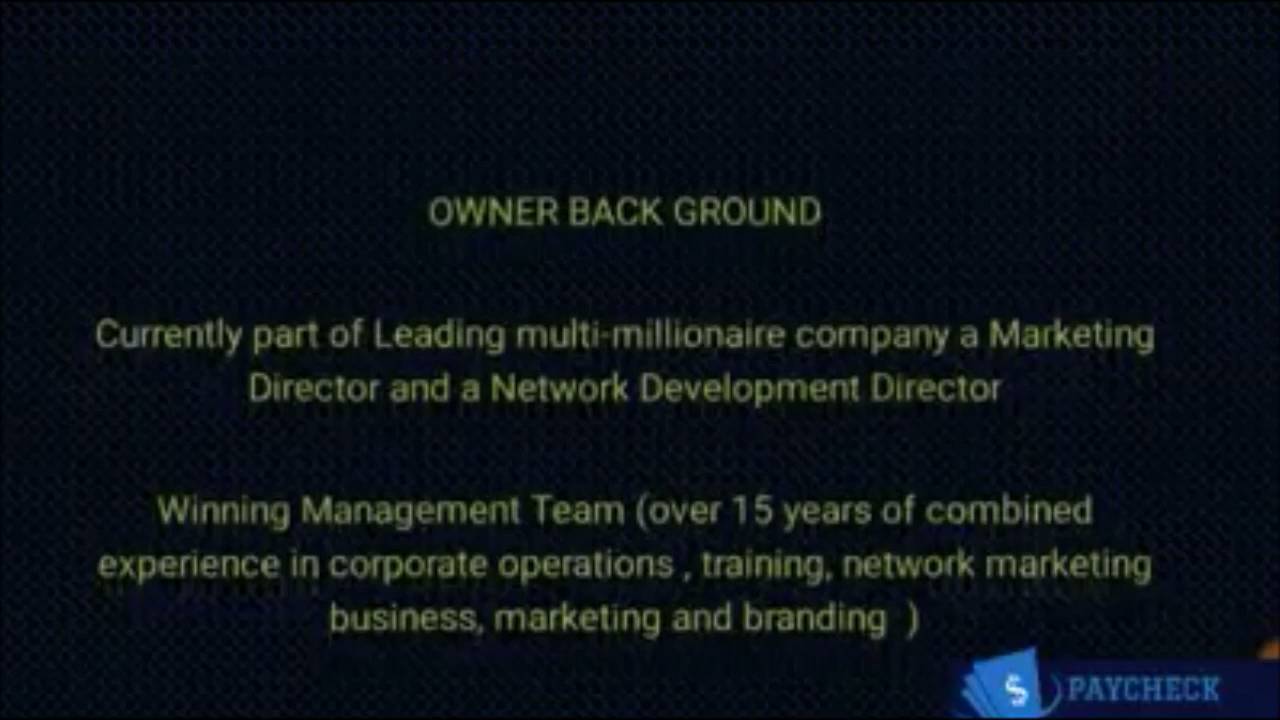 OWNER BACK GROUND
Currently part of Leading multi-millionaire company a Marketing
Director and a Network Development Director
Winning Management Team (over 15 years of combined
experience in corporate operations , training, network marketing
business, marketing and branding )
$ PAYCHECK